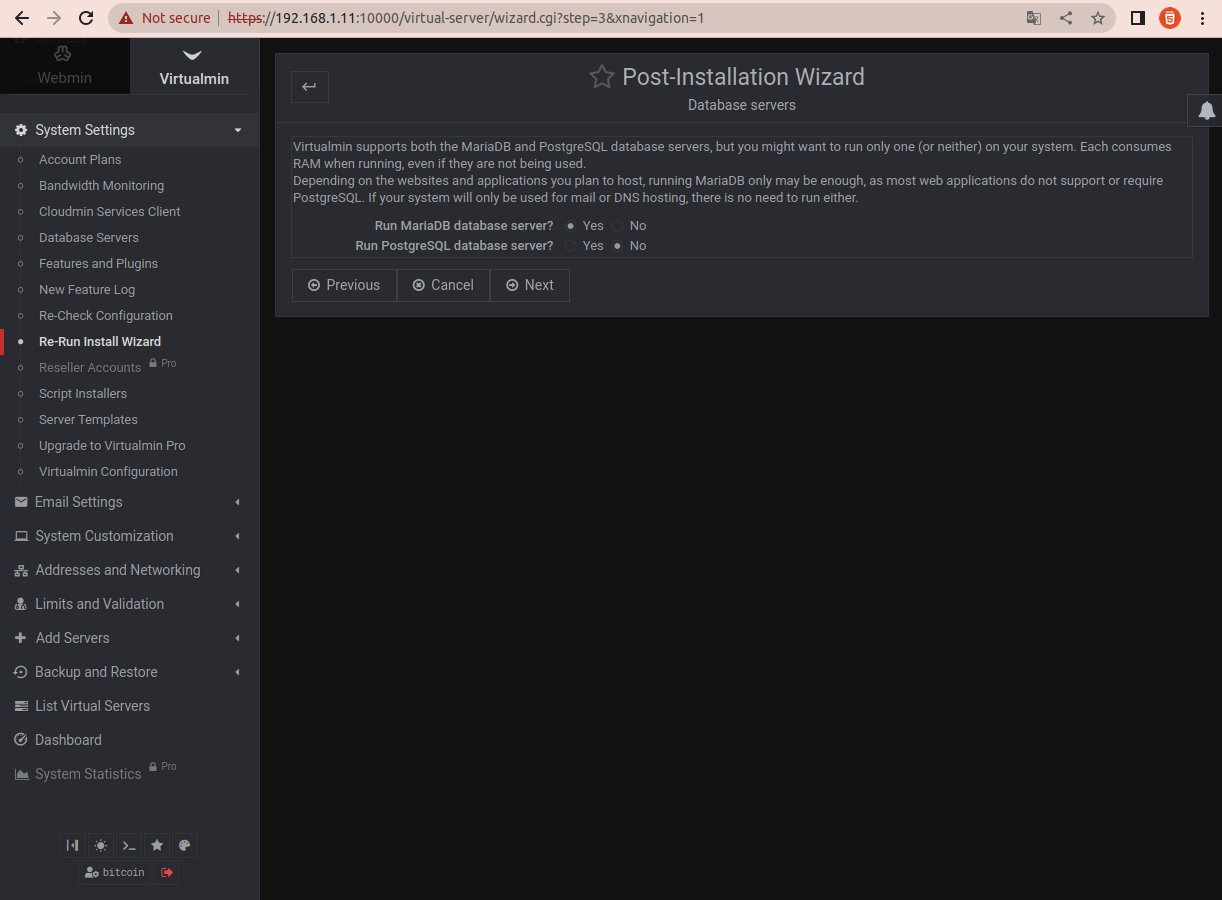 Not secure https://192.168.1.11:10000/virtual-server/wizard.cgi?step=3&xnavigation=1
Webmin
Virtualmin
System Settings
Account Plans
Bandwidth Monitoring
Cloudmin Services Client
Database Servers
Features and Plugins
New Feature Log
Re-Check Configuration
Re-Run Install Wizard
Reseller Accounts Pro
Script Installers
Server Templates
Upgrade to Virtualmin Pro
Virtualmin Configuration
Email Settings
System Customization
Addresses and Networking
Limits and Validation
Add Servers
Backup and Restore
List Virtual Servers
Dashboard
System Statistics Pro
bitcoin
Post-Installation Wizard
Database servers
Virtualmin supports both the MariaDB and PostgreSQL database servers, but you might want to run only one (or neither) on your system. Each consumes
RAM when running, even if they are not being used.
Depending on the websites and applications you plan to host, running MariaDB only may be enough, as most web applications do not support or require
PostgreSQL. If your system will only be used for mail or DNS hosting, there is no need to run either.
Run MariaDB database server? Yes No
Run PostgreSQL database server? Yes No
Previous Cancel Next